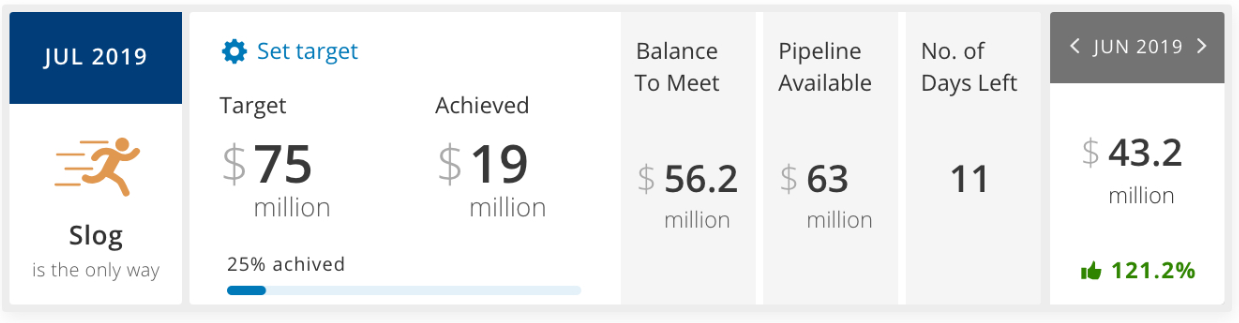 JUL 2019
Slog
is the only way
Set target
Target
$ 75
million
Achieved
$ 19
million
25% achived
Balance
To Meet
$ 56.2
million
Pipeline
Available
$ 63
million
No. of
Days Left
11
< JUN 2019 >
$ 43.2
million
121.2%